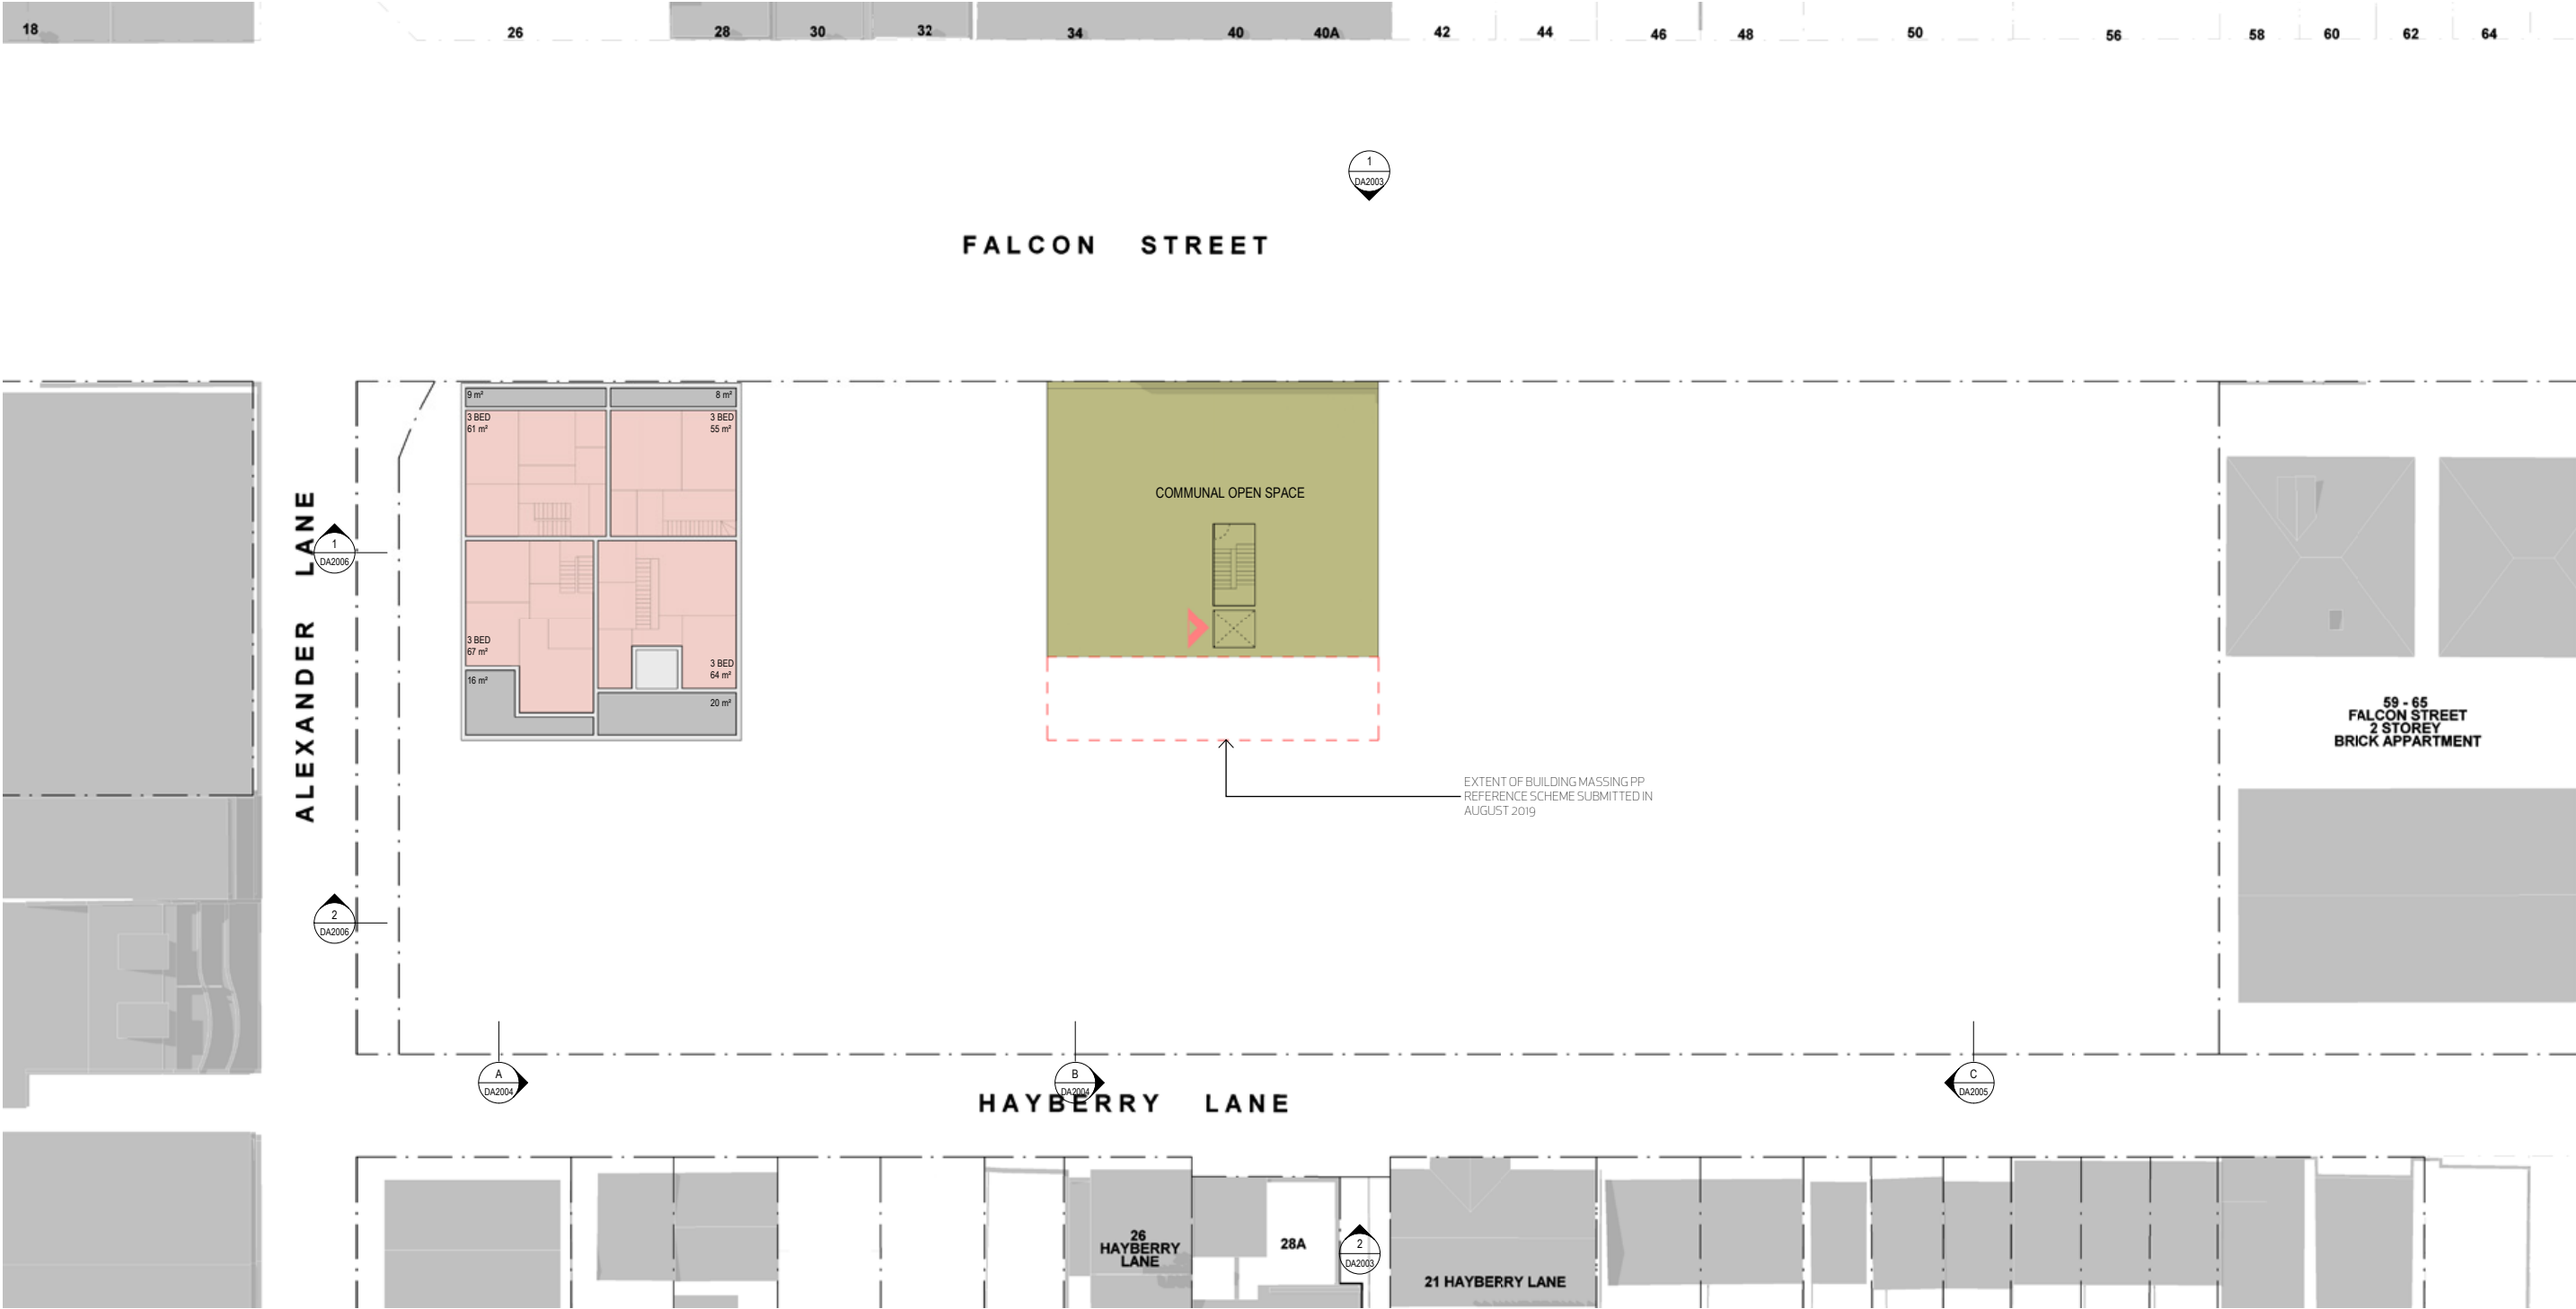 18
26
28
30
32
34
40
40A
42
44
46
48
50
56
58
60
62
64
1
DA2003
FALCON STREET
9 m²
8 m²
3 BED
61 m²
3 BED
55 m²
COMMUNAL OPEN SPACE
ALEXANDER LANE
1
DA2006
3 BED
67 m²
3 BED
64 m²
16 m²
20 m²
59 - 65
FALCON STREET
2 STOREY
BRICK APPARTMENT
EXTENT OF BUILDING MASSING PP
REFERENCE SCHEME SUBMITTED IN
AUGUST 2019
2
DA2006
A
DA2004
B
DA2004
C
DA2005
HAYBERRY LANE
26
HAYBERRY
LANE
28A
2
DA2003
21 HAYBERRY LANE